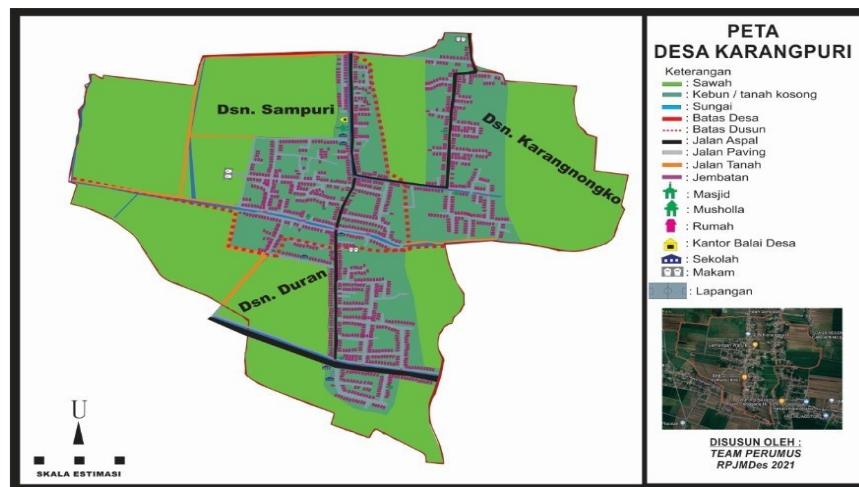 PETA
DESA KARANGPURI
Keterangan
: Sawah
: Kebun / tanah kosong
: Sungai
: Batas Desa
: Batas Dusun
: Jalan Aspal
: Jalan Paving
: Jalan Tanah
: Jembatan
: Masjid
: Musholla
: Rumah
: Kantor Balai Desa
: Sekolah
: Makam
: Lapangan
Dsn. Sampuri
Dsn. Karangnongko
Dsn. Duran
U
SKALA ESTIMASI
DISUSUN OLEH :
TEAM PERUMUS
RPJMDes 2021